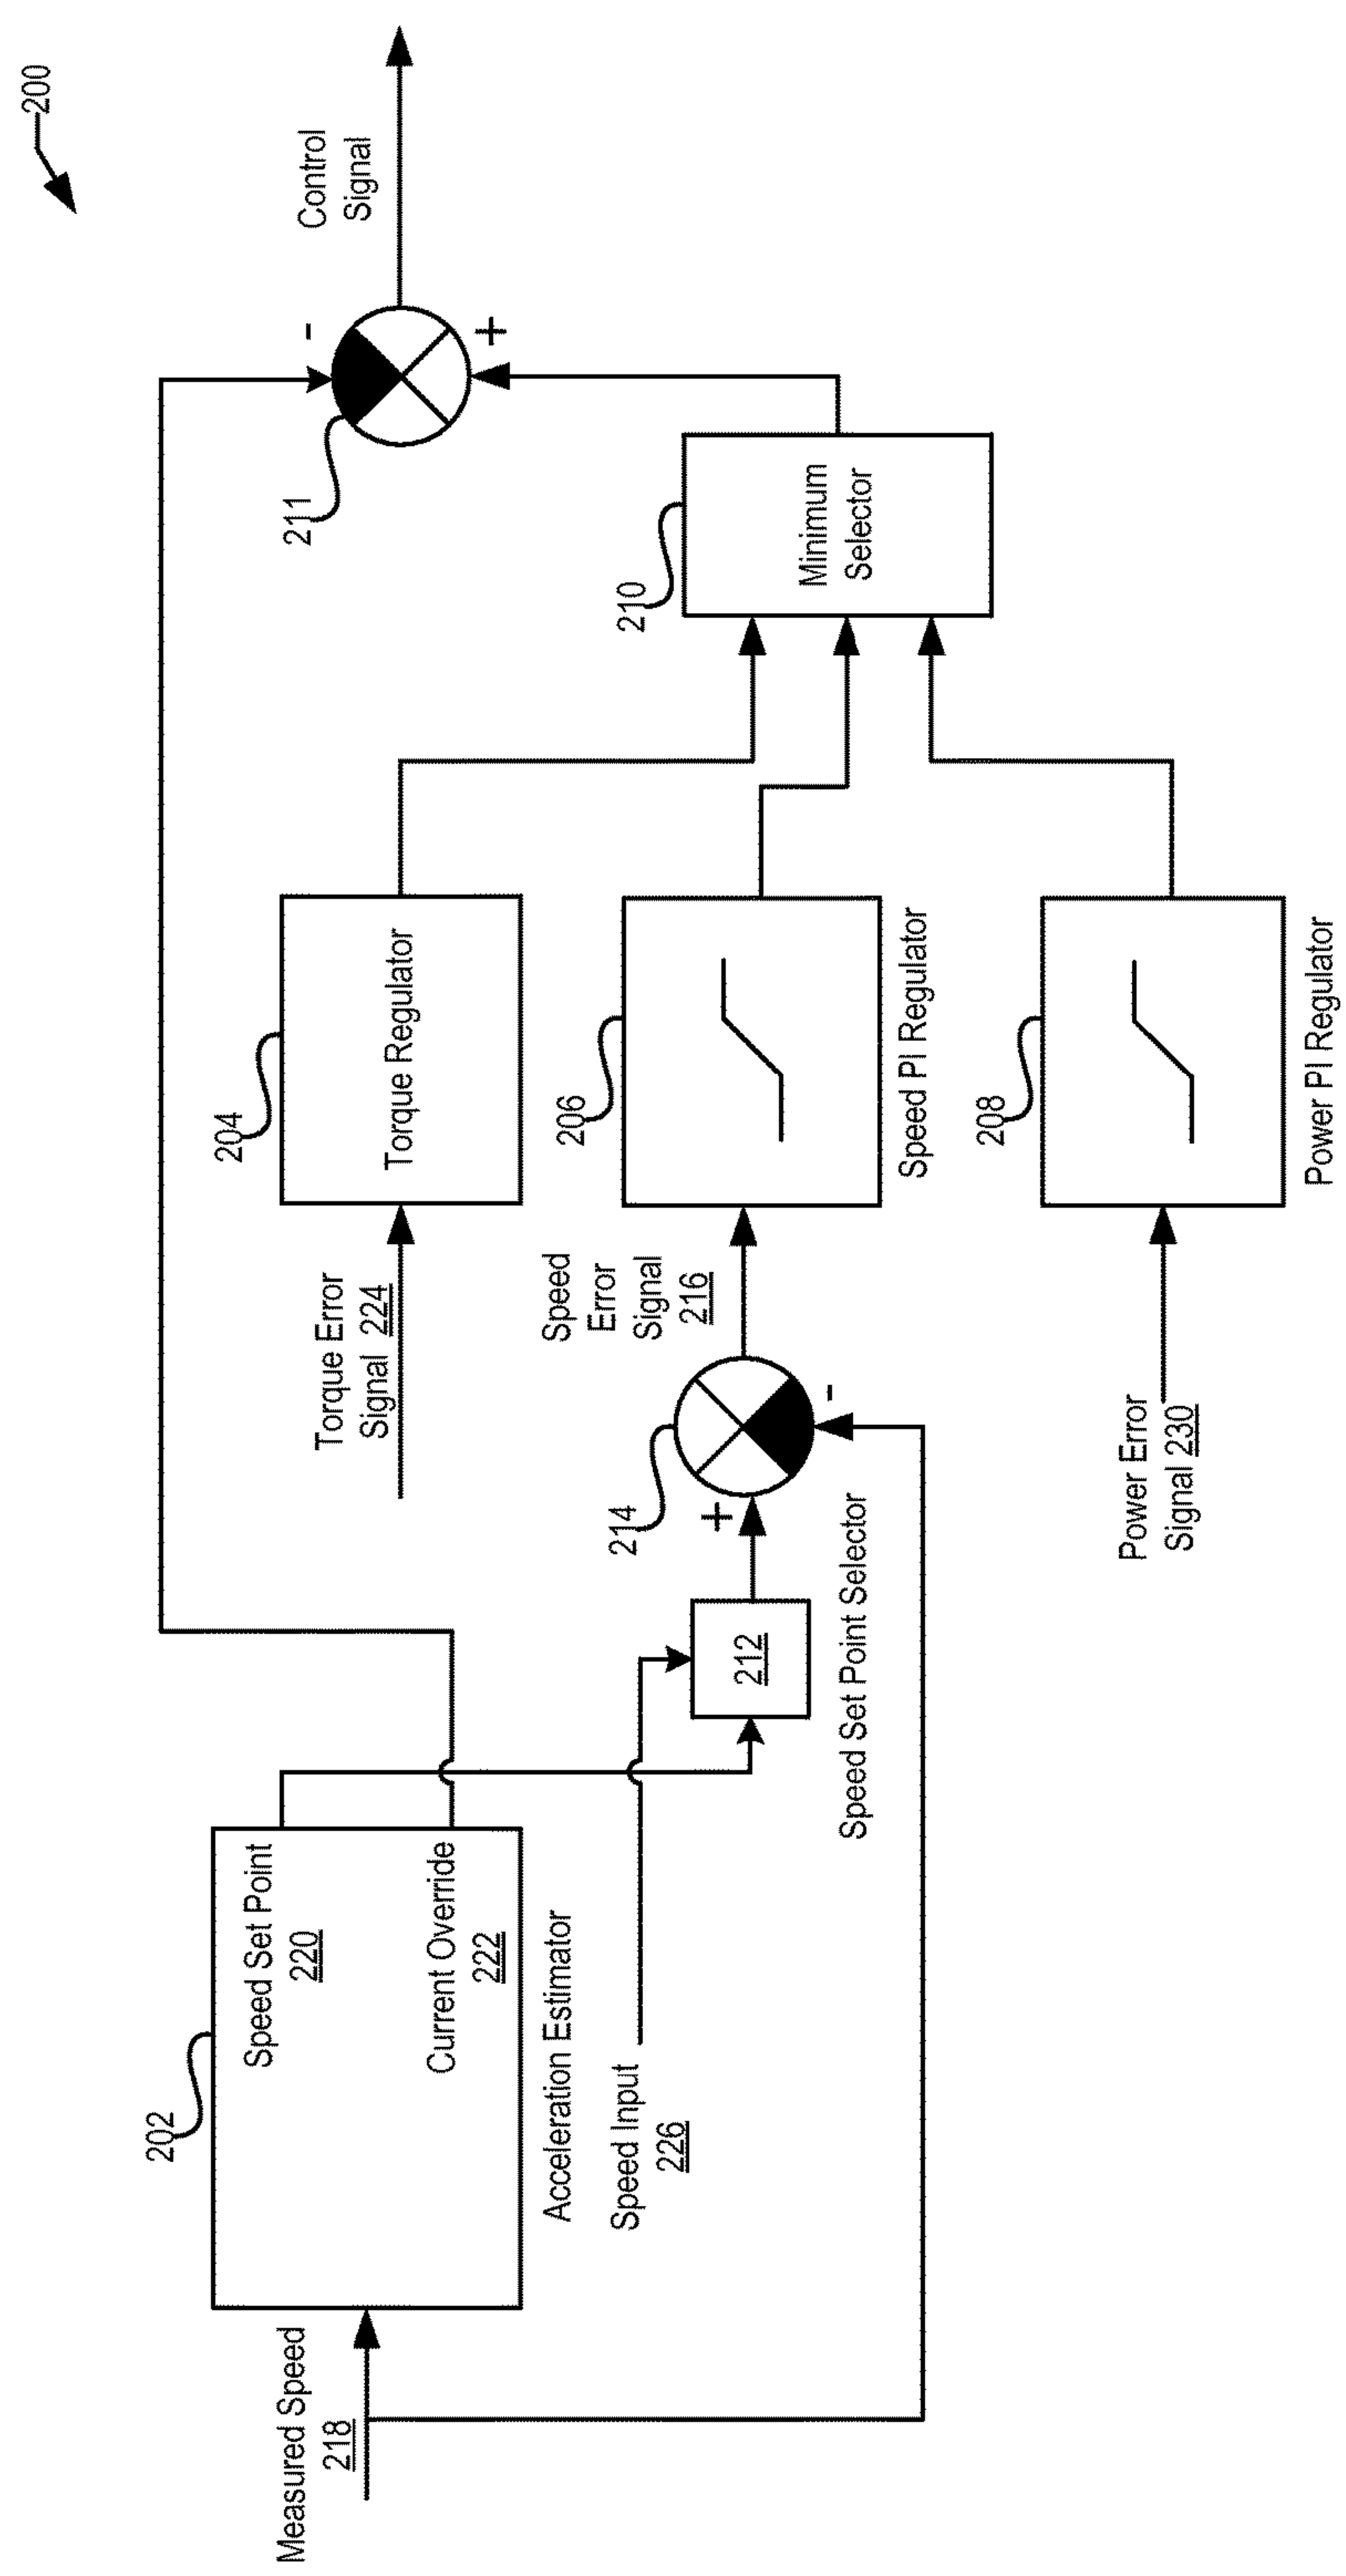 200
Measured Speed
218
202
Speed Set Point
220
Current Override
222
Acceleration Estimator
Speed Input
226
212
Speed Set Point Selector
214
+
-
Speed
Error
Signal
216
Torque Error
Signal 224
204
Torque Regulator
206
Speed PI Regulator
Power Error
Signal 230
208
Power PI Regulator
210
Minimum
Selector
211
-
+
Control
Signal